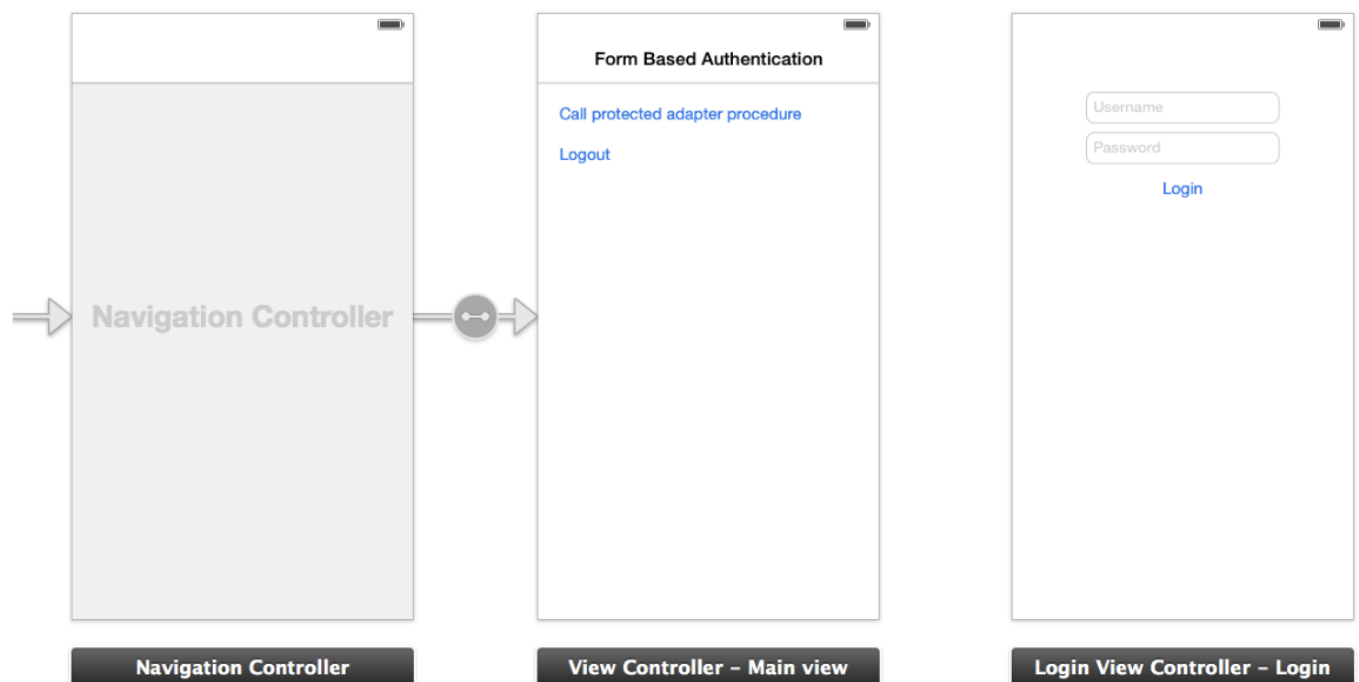 Navigation Controller
Navigation Controller
Form Based Authentication
Call protected adapter procedure
Logout
View Controller – Main view
Username
Password
Login
Login View Controller – Login